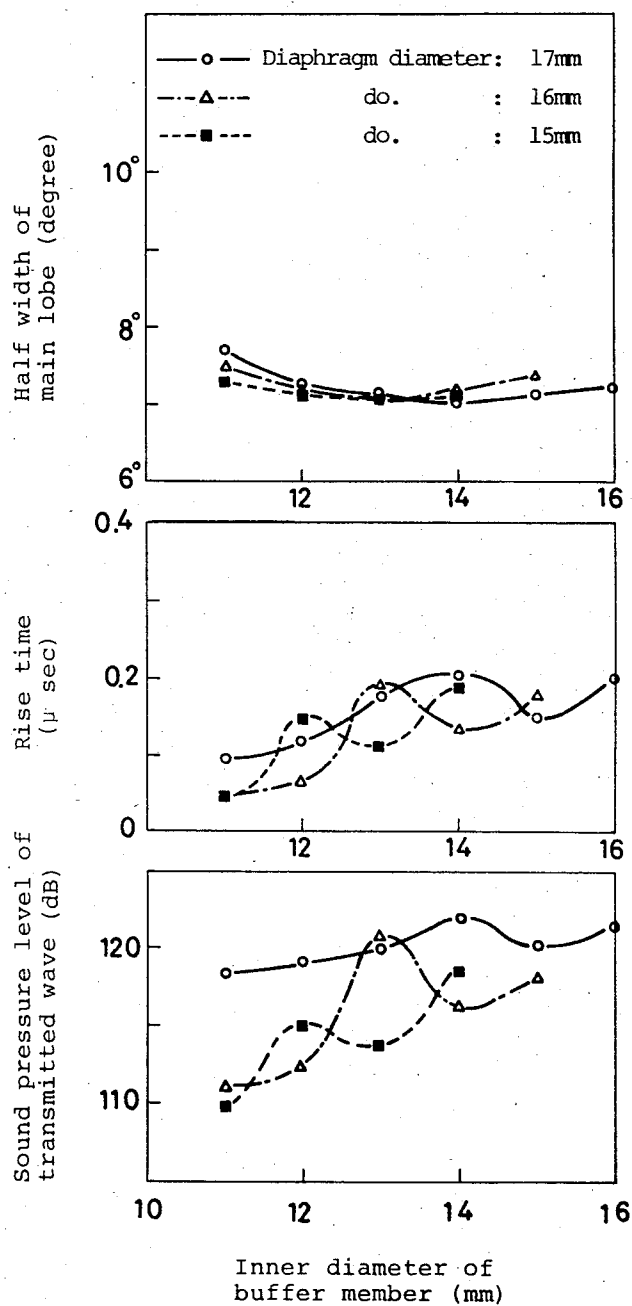 Diaphragm diameter: 17mm
do. : 16mm
do. : 15mm
Half width of
main lobe (degree)
10°
8°
6°
12 14 16
Rise time
(μ sec)
0.4
0.2
0
12 14 16
Sound pressure level of
transmitted wave (dB)
120
110
10 12 14 16
Inner diameter of
buffer member (mm)